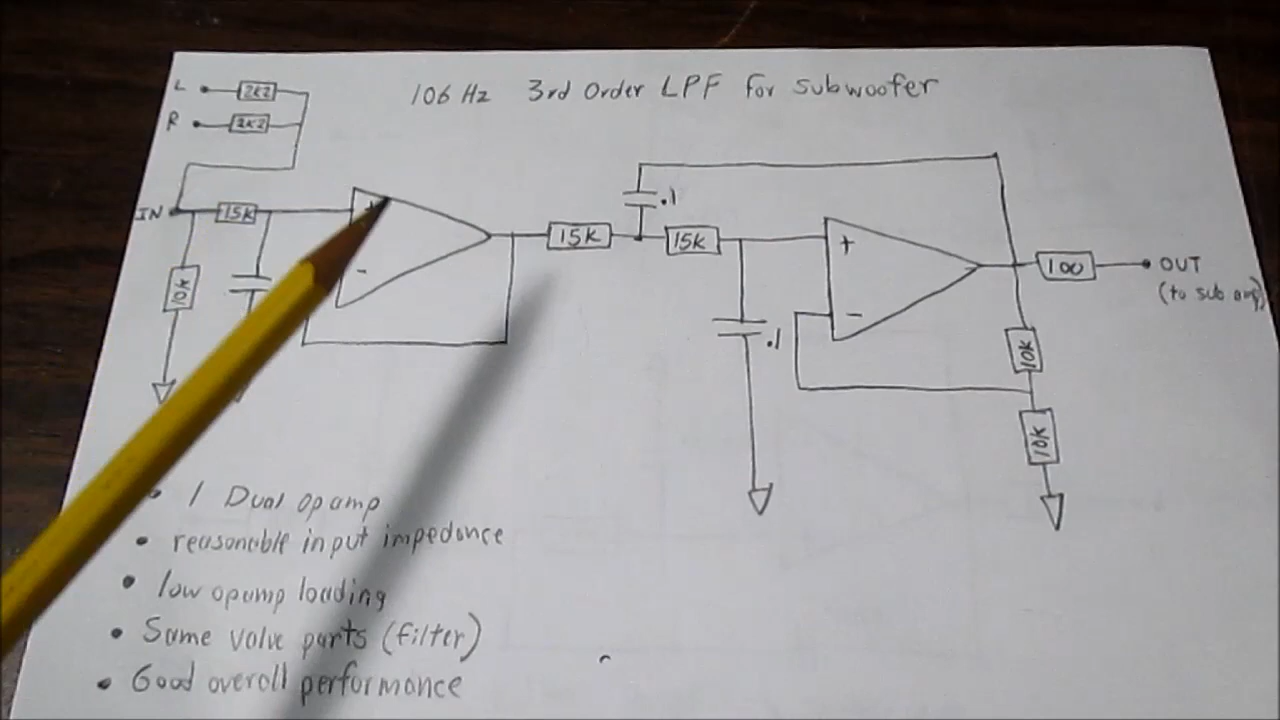 106 Hz 3rd Order LPF For Subwoofer
L 2K2
R 2K2
IN 15K
10K
+
-
15K
.1
15K
.1
+
-
100
OUT
(to sub amp)
10K
10K
• 1 Dual Opamp
• reasonable input impedance
• low opamp loading
• Same value parts (filter)
• Good overall performance